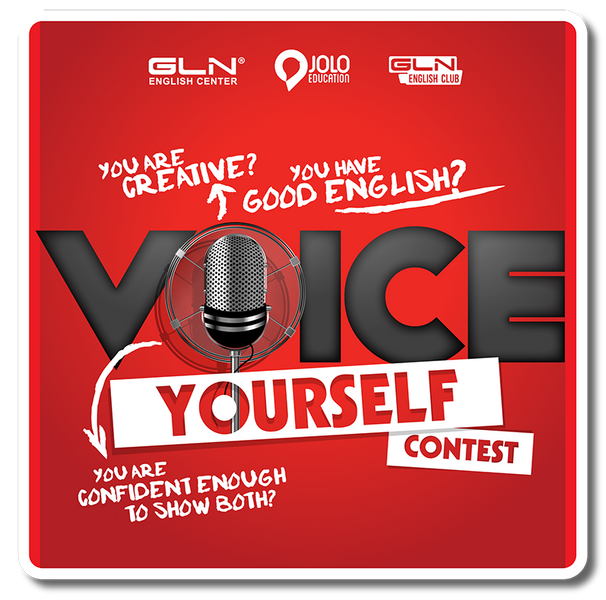 GLN®
ENGLISH CENTER
JOLO
EDUCATION
GLN
ENGLISH CLUB
YOU ARE
CREATIVE?
YOU HAVE
GOOD ENGLISH?
VOICE
YOURSELF
CONTEST
YOU ARE
CONFIDENT ENOUGH
TO SHOW BOTH?